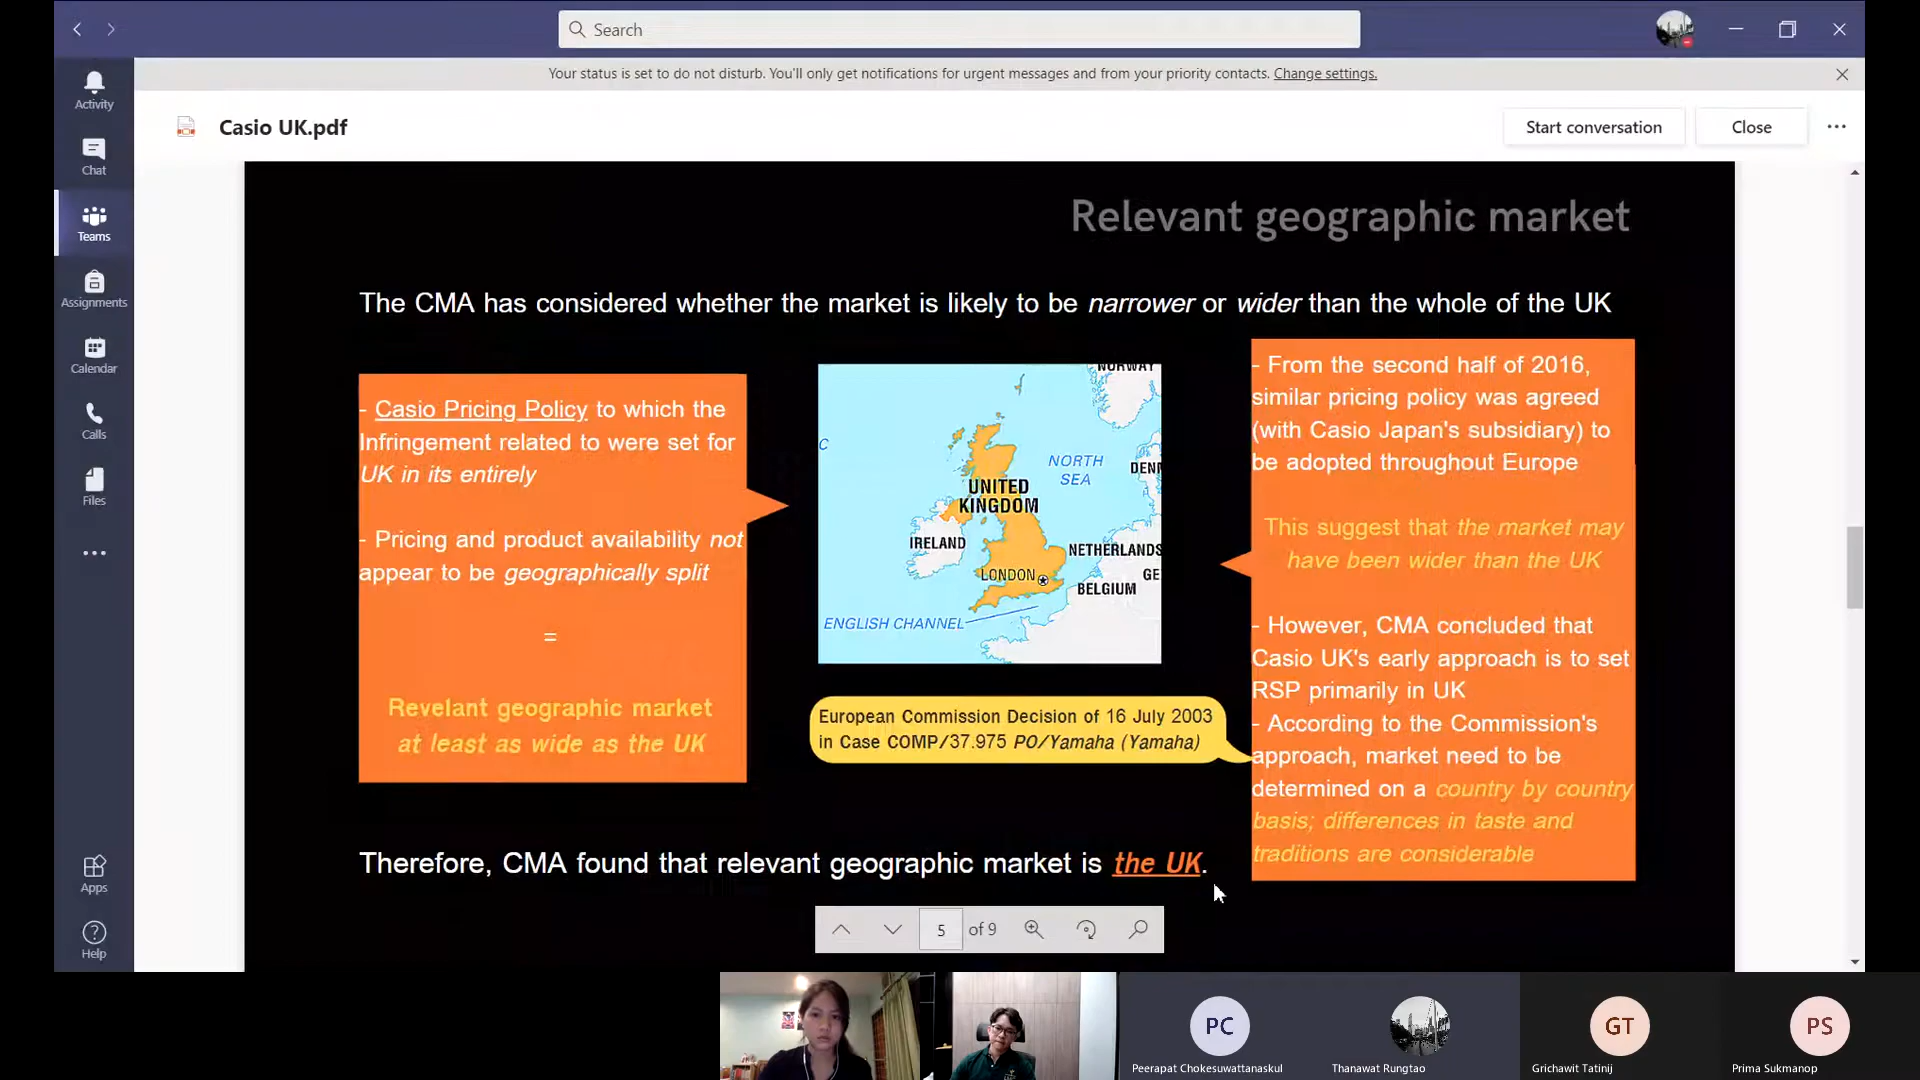 Search
Your status is set to do not disturb. You'll only get notifications for urgent messages and from your priority contacts. Change settings.
Activity
Chat
Teams
Assignments
Calendar
Calls
Files
Apps
Help
Casio UK.pdf
Start conversation
Close
Relevant geographic market
The CMA has considered whether the market is likely to be narrower or wider than the whole of the UK
- Casio Pricing Policy to which the
Infringement related to were set for
UK in its entirely
- Pricing and product availability not
appear to be geographically split
=
Revelant geographic market
at least as wide as the UK
NORWAY
C
NORTH
SEA
DENM
UNITED
KINGDOM
IRELAND
NETHERLANDS
LONDON
GE
BELGIUM
ENGLISH CHANNEL
European Commission Decision of 16 July 2003
in Case COMP/37.975 PO/Yamaha (Yamaha)
- From the second half of 2016,
similar pricing policy was agreed
(with Casio Japan's subsidiary) to
be adopted throughout Europe
This suggest that the market may
have been wider than the UK
- However, CMA concluded that
Casio UK's early approach is to set
RSP primarily in UK
- According to the Commission's
approach, market need to be
determined on a country by country
basis; differences in taste and
traditions are considerable
Therefore, CMA found that relevant geographic market is the UK.
5 of 9
PC
GT
PS
Peerapat Chokesuwattanaskul
Thanawat Rungtao
Grichawit Tatinij
Prima Sukmanop